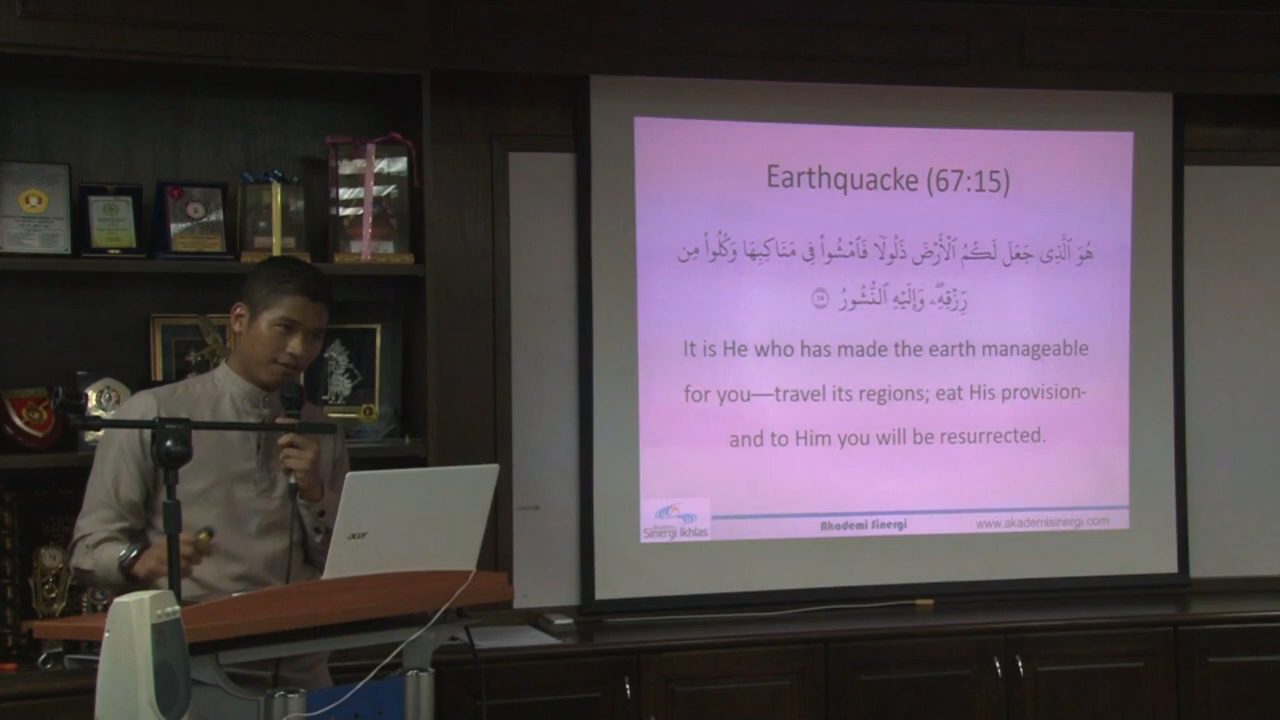 Earthquacke (67:15)
هُوَ ٱلَّذِى جَعَلَ لَكُمُ ٱلْأَرْضَ ذَلُولًا فَٱمْشُوا۟ فِى مَنَاكِبِهَا وَكُلُوا۟ مِن
رِّزْقِهِۦ ۖ وَإِلَيْهِ ٱلنُّشُورُ ١٥
It is He who has made the earth manageable
for you—travel its regions; eat His provision-
and to Him you will be resurrected.
Sinergi Ikhlas
Akademi Sinergi
www.akademisinergi.com
acer